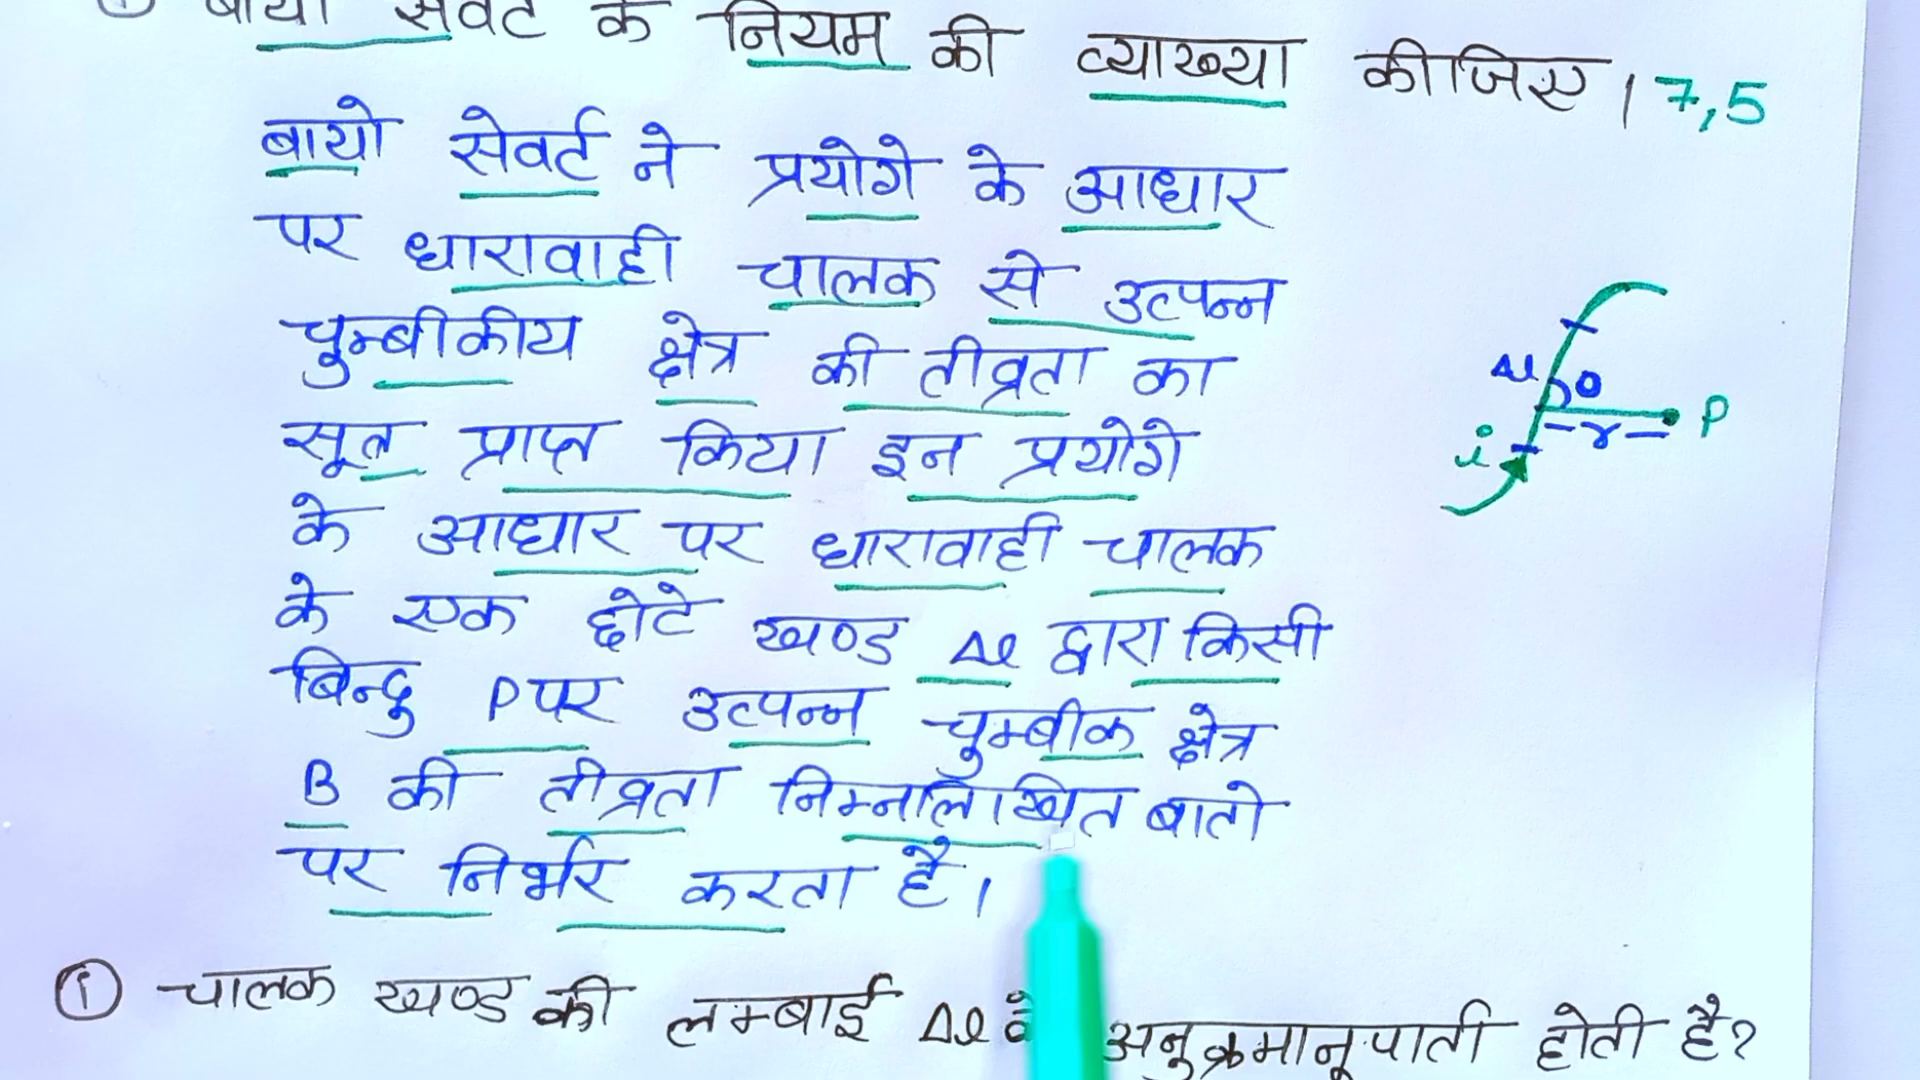 बायो सेवर्ट के नियम की व्याख्या कीजिए। 7,5
बायो सेवर्ट ने प्रयोगे के आधार
पर धारावाही चालक से उत्पन्न
चुम्बीकीय क्षेत्र की तीव्रता का
सूत्र प्राप्त किया इन प्रयोगे
के आधार पर धारावाही चालक
के एक छोटे खण्ड Δl द्वारा किसी
बिन्दु P पर उत्पन्न चुम्बीक क्षेत्र
B की तीव्रता निम्नलिखित बातो
पर निर्भर करता है।
Δl θ
r P
i
① चालक खण्ड की लम्बाई Δl के अनुक्रमानूपाती होती है?